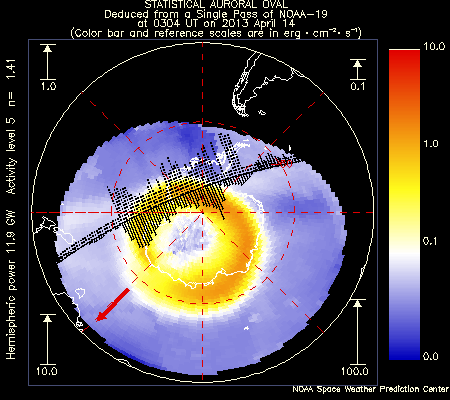 STATISTICAL AURORAL OVAL
Deduced from a Single Pass of NOAA-19
at 0304 UT on 2013 April 14
(Color bar and reference scales are in erg · cm⁻² · s⁻¹)
1.0
0.1
10.0
1.0
0.1
0.0
Hemispheric power 11.9 GW Activity level 5 n= 1.41
10.0
100.0
NOAA Space Weather Prediction Center